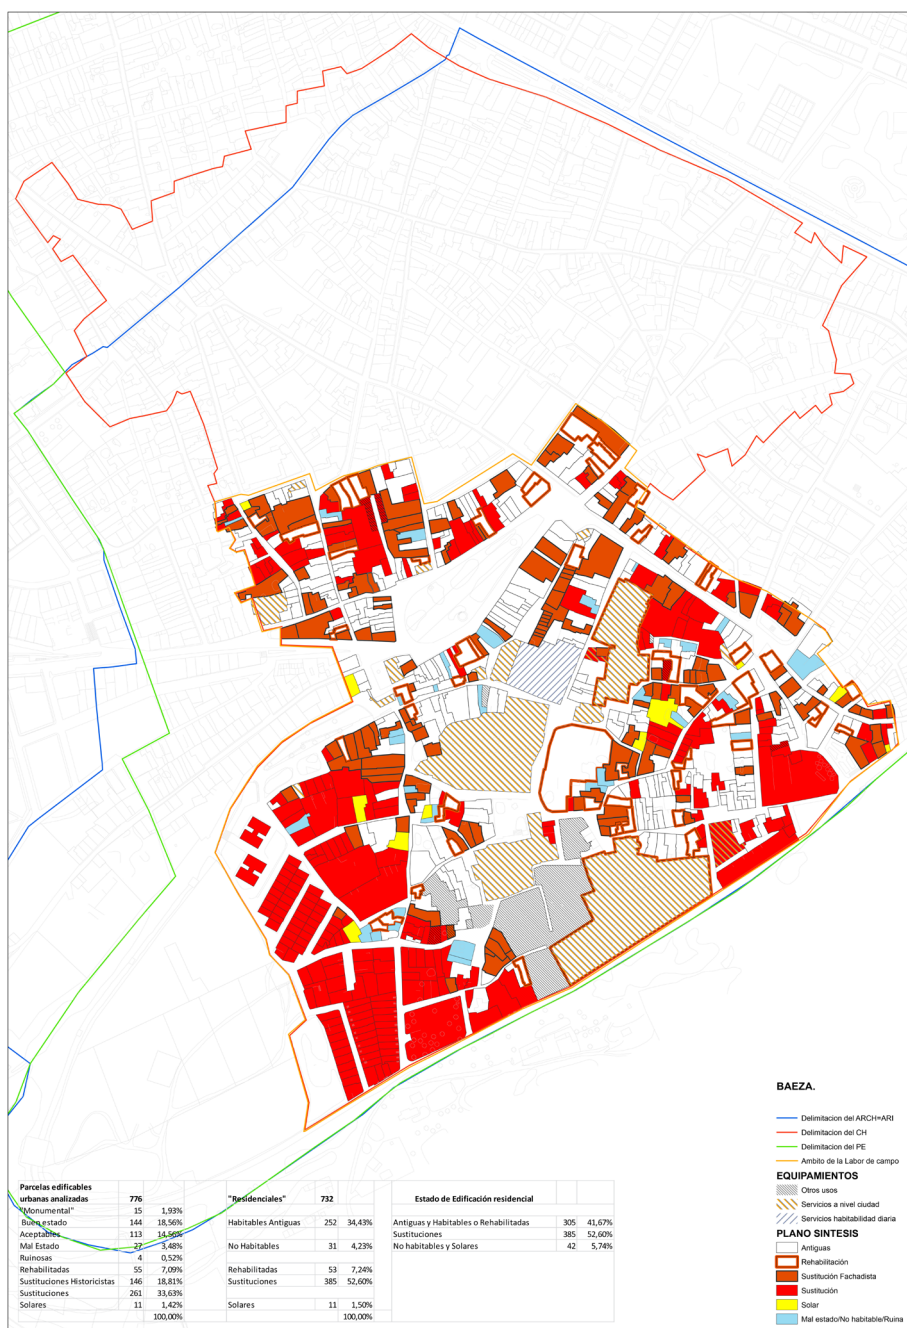 BAEZA.
Delimitacion del ARCH=ARI
Delimitacion del CH
Delimitacion del PE
Ambito de la Labor de campo
EQUIPAMIENTOS
Otros usos
Servicios a nivel ciudad
Servicios habitabilidad diaria
PLANO SINTESIS
Antiguas
Rehabilitación
Sustitución Fachadista
Sustitución
Solar
Mal estado/No habitable/Ruina
Parcelas edificables
urbanas analizadas 776 "Residenciales" 732 Estado de Edificación residencial
"Monumental" 15 1,93%
Buen estado 144 18,56% Habitables Antiguas 252 34,43% Antiguas y Habitables o Rehabilitadas 305 41,67%
Aceptables 113 14,56% Sustituciones 385 52,60%
Mal Estado 27 3,48% No Habitables 31 4,23% No habitables y Solares 42 5,74%
Ruinosas 4 0,52%
Rehabilitadas 55 7,09% Rehabilitadas 53 7,24%
Sustituciones Historicistas 146 18,81% Sustituciones 385 52,60%
Sustituciones 261 33,63%
Solares 11 1,42% Solares 11 1,50%
100,00% 100,00%